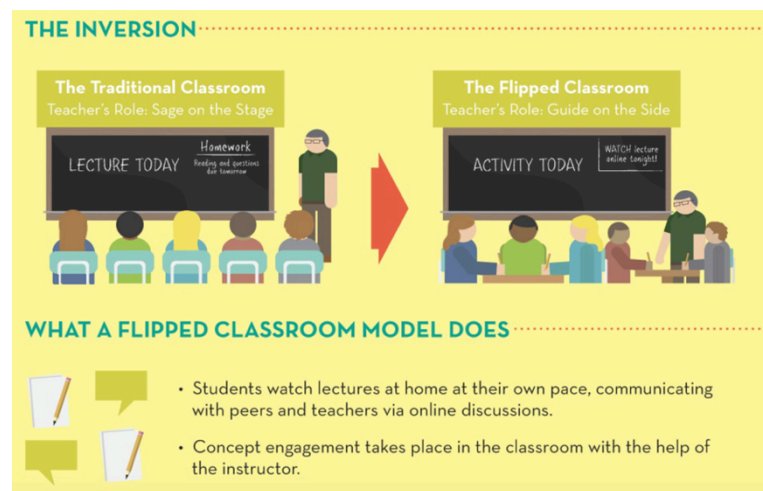 THE INVERSION
The Traditional Classroom
Teacher's Role: Sage on the Stage
LECTURE TODAY
Homework
Reading and questions
due tomorrow
The Flipped Classroom
Teacher's Role: Guide on the Side
ACTIVITY TODAY
WATCH lecture
online tonight!
WHAT A FLIPPED CLASSROOM MODEL DOES
• Students watch lectures at home at their own pace, communicating
with peers and teachers via online discussions.
• Concept engagement takes place in the classroom with the help of
the instructor.